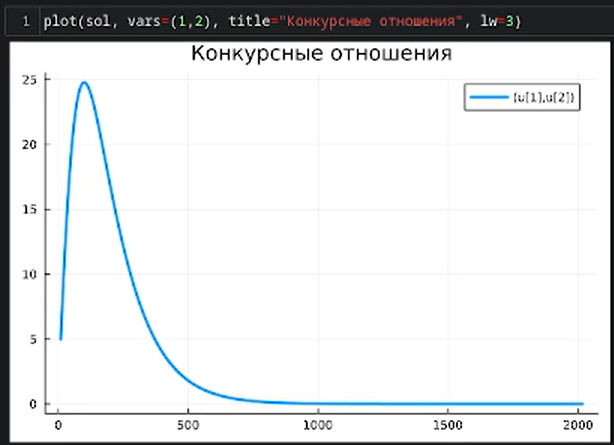 1 plot(sol, vars=(1,2), title="Конкурсные отношения", lw=3)
Конкурсные отношения
(u[1],u[2])
25
20
15
10
5
0
0 500 1000 1500 2000